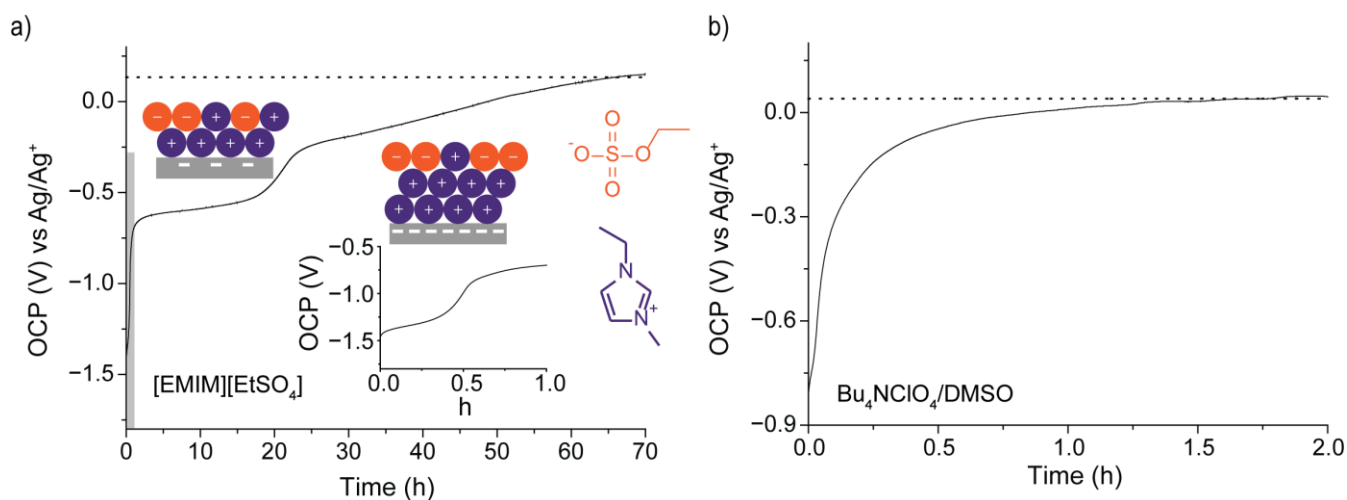 a)
OCP (V) vs Ag/Ag⁺
0.0
−0.5
−1.0
−1.5
0 10 20 30 40 50 60 70
Time (h)
[EMIM][EtSO₄]
− − + − +
+ + + +
− − + − −
+ + + +
+ + + +
OCP (V)
−0.5
−1.0
−1.5
0.0 0.5 1.0
h
O
⁻O S O
O
N
N
+
b)
OCP (V) vs Ag/Ag⁺
0.0
−0.3
−0.6
−0.9
0.0 0.5 1.0 1.5 2.0
Time (h)
Bu₄NClO₄/DMSO